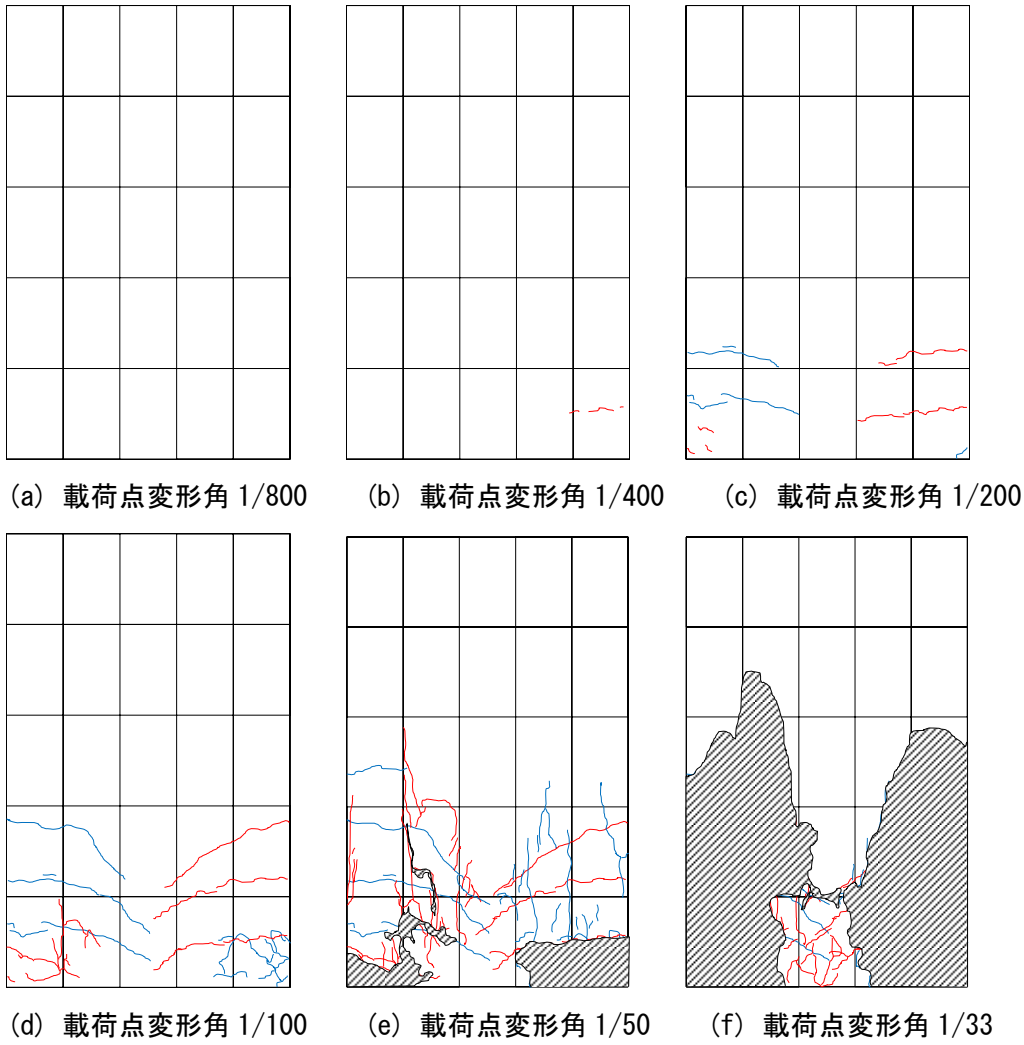 (a) 載荷点変形角 1/800
(b) 載荷点変形角 1/400
(c) 載荷点変形角 1/200
(d) 載荷点変形角 1/100
(e) 載荷点変形角 1/50
(f) 載荷点変形角 1/33